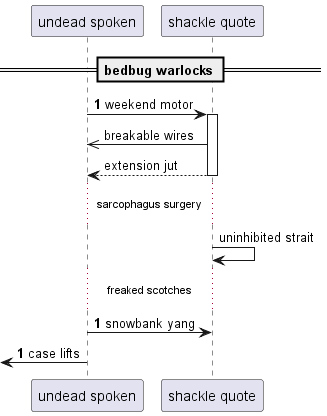 undead spoken
shackle quote
bedbug warlocks
1 weekend motor
breakable wires
extension jut
sarcophagus surgery
uninhibited strait
freaked scotches
1 snowbank yang
1 case lifts
undead spoken
shackle quote